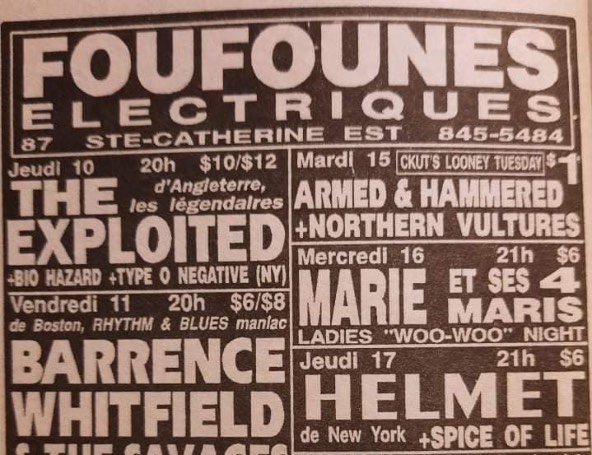 FOUFOUNES
ELECTRIQUES
87 STE-CATHERINE EST 845-5484
Jeudi 10 20h $10/$12
d'Angleterre,
les légendaires
THE
EXPLOITED
+BIO HAZARD +TYPE O NEGATIVE (NY)
Vendredi 11 20h $6/$8
de Boston, RHYTHM & BLUES maniac
BARRENCE
WHITFIELD
& THE SAVAGES
Mardi 15 CKUT'S LOONEY TUESDAY $1
ARMED & HAMMERED
+NORTHERN VULTURES
Mercredi 16 21h $6
MARIE ET SES 4
MARIS
LADIES "WOO-WOO" NIGHT
Jeudi 17 21h $6
HELMET
de New York +SPICE OF LIFE